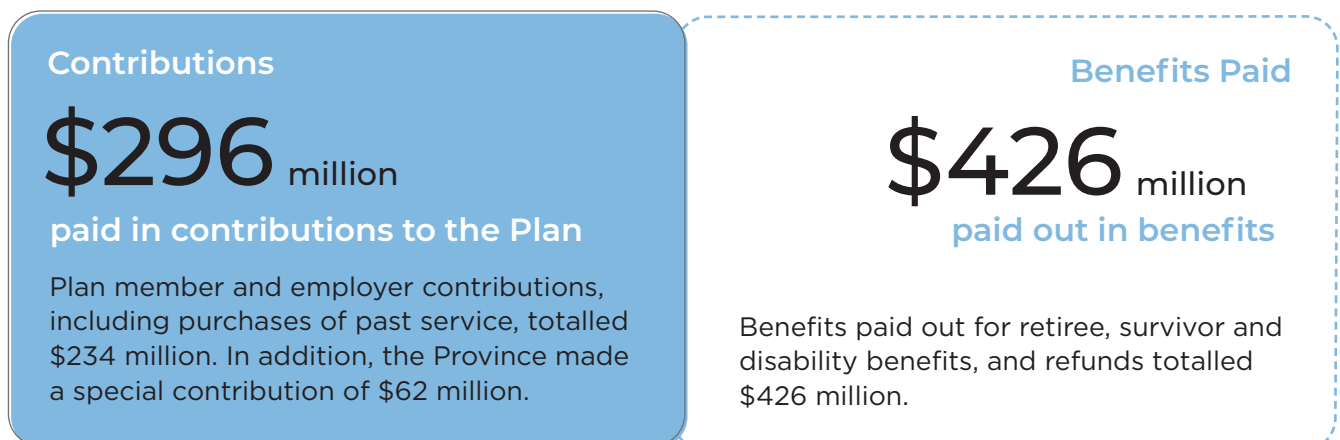 Contributions
$296 million
paid in contributions to the Plan
Plan member and employer contributions,
including purchases of past service, totalled
$234 million. In addition, the Province made
a special contribution of $62 million.
Benefits Paid
$426 million
paid out in benefits
Benefits paid out for retiree, survivor and
disability benefits, and refunds totalled
$426 million.